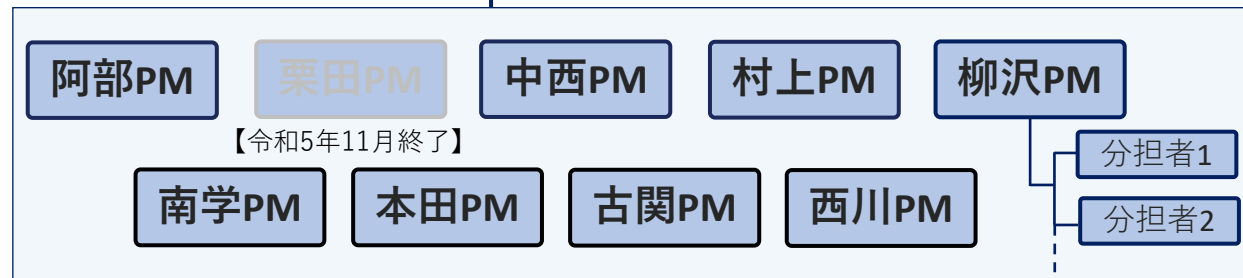 阿部PM
栗田PM
中西PM
村上PM
柳沢PM
【令和5年11月終了】
分担者1
南学PM
本田PM
古関PM
西川PM
分担者2